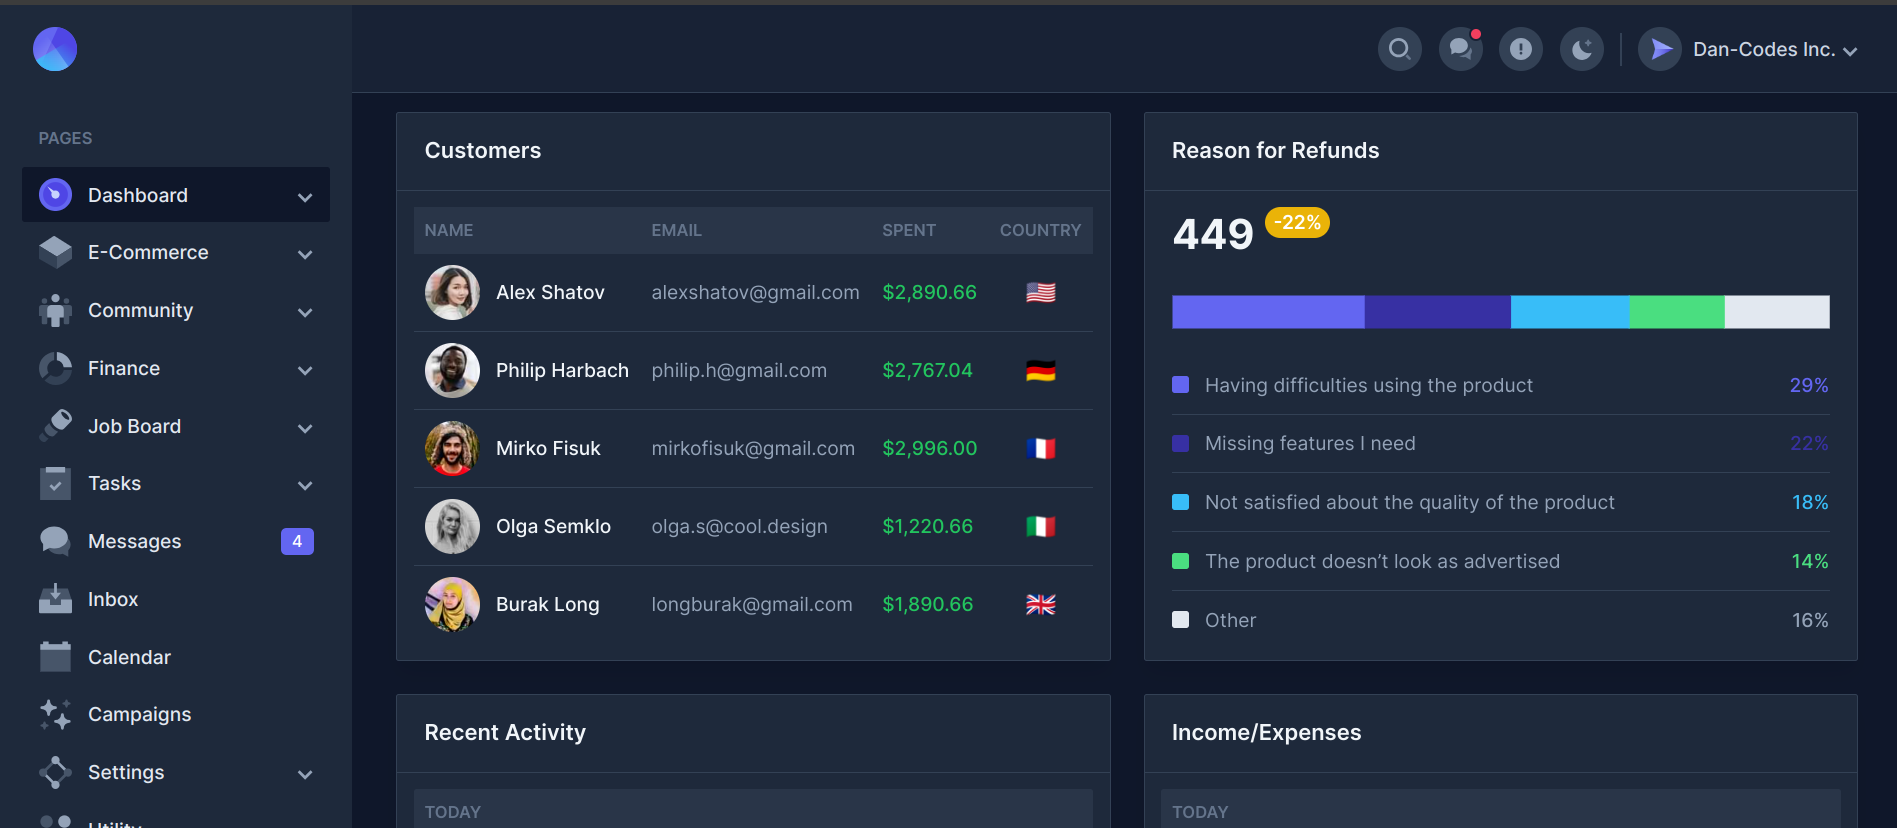 Dan-Codes Inc.
PAGES
Dashboard
E-Commerce
Community
Finance
Job Board
Tasks
Messages 4
Inbox
Calendar
Campaigns
Settings
Utility
Customers
NAME EMAIL SPENT COUNTRY
Alex Shatov alexshatov@gmail.com $2,890.66
Philip Harbach philip.h@gmail.com $2,767.04
Mirko Fisuk mirkofisuk@gmail.com $2,996.00
Olga Semklo olga.s@cool.design $1,220.66
Burak Long longburak@gmail.com $1,890.66
Reason for Refunds
449 -22%
Having difficulties using the product 29%
Missing features I need 22%
Not satisfied about the quality of the product 18%
The product doesn’t look as advertised 14%
Other 16%
Recent Activity
TODAY
Income/Expenses
TODAY